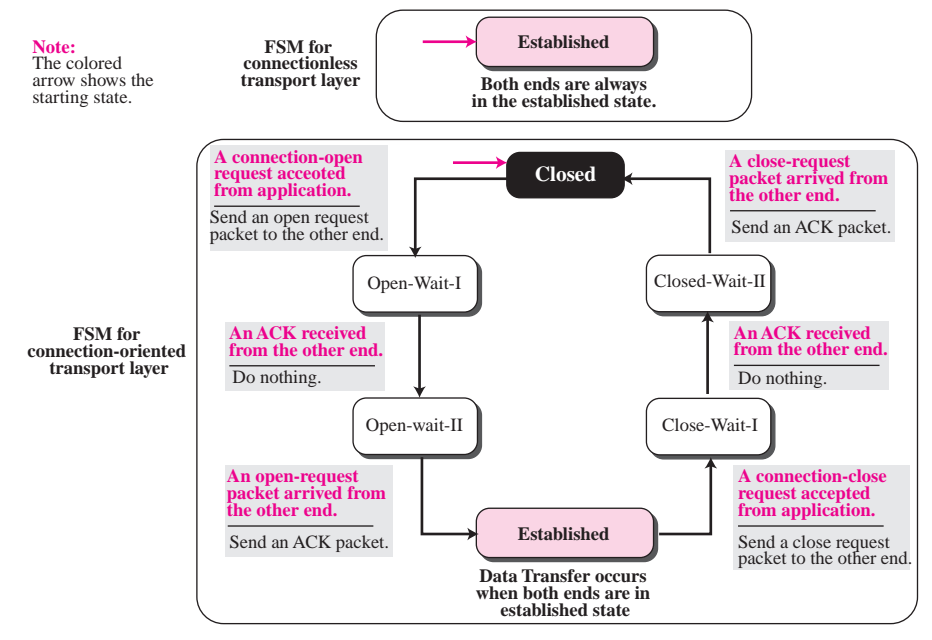 Note:
The colored
arrow shows the
starting state.
FSM for
connectionless
transport layer
Established
Both ends are always
in the established state.
FSM for
connection-oriented
transport layer
A connection-open
request acceoted
from application.
Send an open request
packet to the other end.
Closed
A close-request
packet arrived from
the other end.
Send an ACK packet.
Open-Wait-I
Closed-Wait-II
An ACK received
from the other end.
Do nothing.
An ACK received
from the other end.
Do nothing.
Open-wait-II
Close-Wait-I
An open-request
packet arrived from
the other end.
Send an ACK packet.
Established
Data Transfer occurs
when both ends are in
established state
A connection-close
request accepted
from application.
Send a close request
packet to the other end.